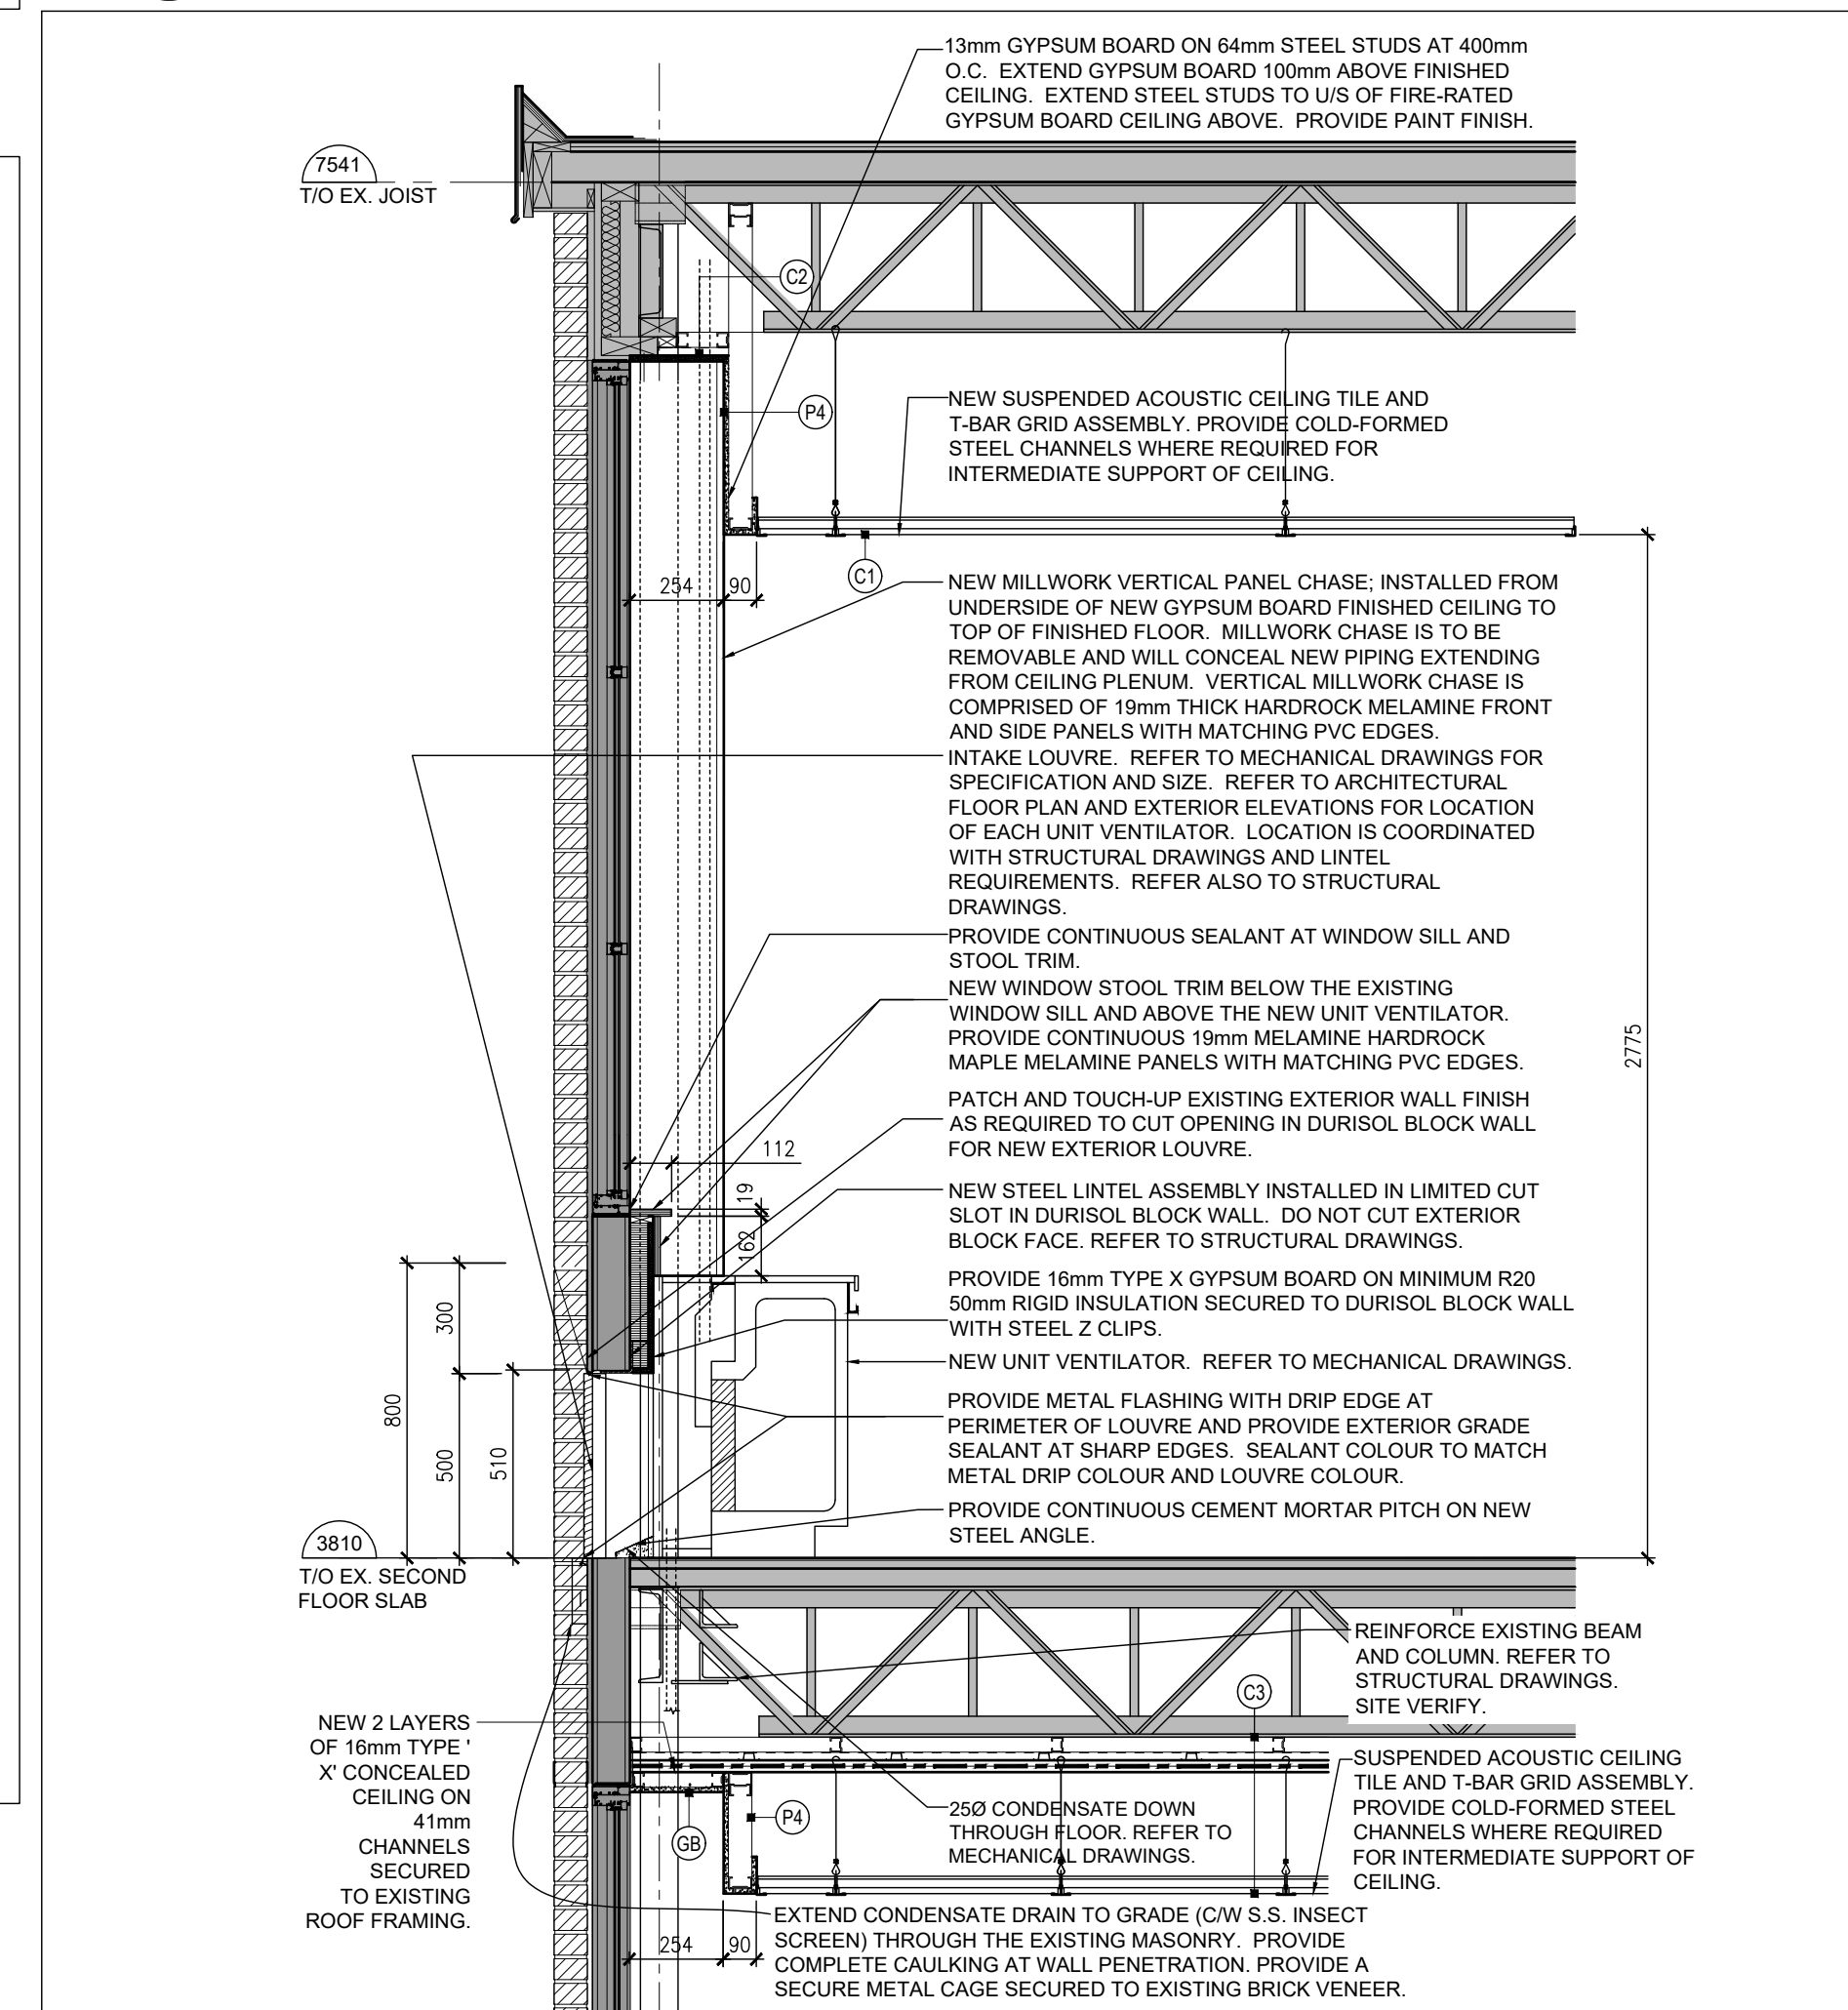 13mm GYPSUM BOARD ON 64mm STEEL STUDS AT 400mm
O.C. EXTEND GYPSUM BOARD 100mm ABOVE FINISHED
CEILING. EXTEND STEEL STUDS TO U/S OF FIRE-RATED
GYPSUM BOARD CEILING ABOVE. PROVIDE PAINT FINISH.
7541
T/O EX. JOIST
C2
P4
NEW SUSPENDED ACOUSTIC CEILING TILE AND
T-BAR GRID ASSEMBLY. PROVIDE COLD-FORMED
STEEL CHANNELS WHERE REQUIRED FOR
INTERMEDIATE SUPPORT OF CEILING.
C1
254
90
NEW MILLWORK VERTICAL PANEL CHASE; INSTALLED FROM
UNDERSIDE OF NEW GYPSUM BOARD FINISHED CEILING TO
TOP OF FINISHED FLOOR. MILLWORK CHASE IS TO BE
REMOVABLE AND WILL CONCEAL NEW PIPING EXTENDING
FROM CEILING PLENUM. VERTICAL MILLWORK CHASE IS
COMPRISED OF 19mm THICK HARDROCK MELAMINE FRONT
AND SIDE PANELS WITH MATCHING PVC EDGES.
INTAKE LOUVRE. REFER TO MECHANICAL DRAWINGS FOR
SPECIFICATION AND SIZE. REFER TO ARCHITECTURAL
FLOOR PLAN AND EXTERIOR ELEVATIONS FOR LOCATION
OF EACH UNIT VENTILATOR. LOCATION IS COORDINATED
WITH STRUCTURAL DRAWINGS AND LINTEL
REQUIREMENTS. REFER ALSO TO STRUCTURAL
DRAWINGS.
PROVIDE CONTINUOUS SEALANT AT WINDOW SILL AND
STOOL TRIM.
NEW WINDOW STOOL TRIM BELOW THE EXISTING
WINDOW SILL AND ABOVE THE NEW UNIT VENTILATOR.
PROVIDE CONTINUOUS 19mm MELAMINE HARDROCK
MAPLE MELAMINE PANELS WITH MATCHING PVC EDGES.
2775
PATCH AND TOUCH-UP EXISTING EXTERIOR WALL FINISH
AS REQUIRED TO CUT OPENING IN DURISOL BLOCK WALL
FOR NEW EXTERIOR LOUVRE.
112
19
162
NEW STEEL LINTEL ASSEMBLY INSTALLED IN LIMITED CUT
SLOT IN DURISOL BLOCK WALL. DO NOT CUT EXTERIOR
BLOCK FACE. REFER TO STRUCTURAL DRAWINGS.
PROVIDE 16mm TYPE X GYPSUM BOARD ON MINIMUM R20
50mm RIGID INSULATION SECURED TO DURISOL BLOCK WALL
WITH STEEL Z CLIPS.
NEW UNIT VENTILATOR. REFER TO MECHANICAL DRAWINGS.
800
300
500
510
PROVIDE METAL FLASHING WITH DRIP EDGE AT
PERIMETER OF LOUVRE AND PROVIDE EXTERIOR GRADE
SEALANT AT SHARP EDGES. SEALANT COLOUR TO MATCH
METAL DRIP COLOUR AND LOUVRE COLOUR.
PROVIDE CONTINUOUS CEMENT MORTAR PITCH ON NEW
STEEL ANGLE.
3810
T/O EX. SECOND
FLOOR SLAB
REINFORCE EXISTING BEAM
AND COLUMN. REFER TO
STRUCTURAL DRAWINGS.
SITE VERIFY.
C3
NEW 2 LAYERS
OF 16mm TYPE '
X' CONCEALED
CEILING ON
41mm
CHANNELS
SECURED
TO EXISTING
ROOF FRAMING.
SUSPENDED ACOUSTIC CEILING
TILE AND T-BAR GRID ASSEMBLY.
PROVIDE COLD-FORMED STEEL
CHANNELS WHERE REQUIRED
FOR INTERMEDIATE SUPPORT OF
CEILING.
25Ø CONDENSATE DOWN
THROUGH FLOOR. REFER TO
MECHANICAL DRAWINGS.
P4
GB
EXTEND CONDENSATE DRAIN TO GRADE (C/W S.S. INSECT
SCREEN) THROUGH THE EXISTING MASONRY. PROVIDE
COMPLETE CAULKING AT WALL PENETRATION. PROVIDE A
SECURE METAL CAGE SECURED TO EXISTING BRICK VENEER.
254
90